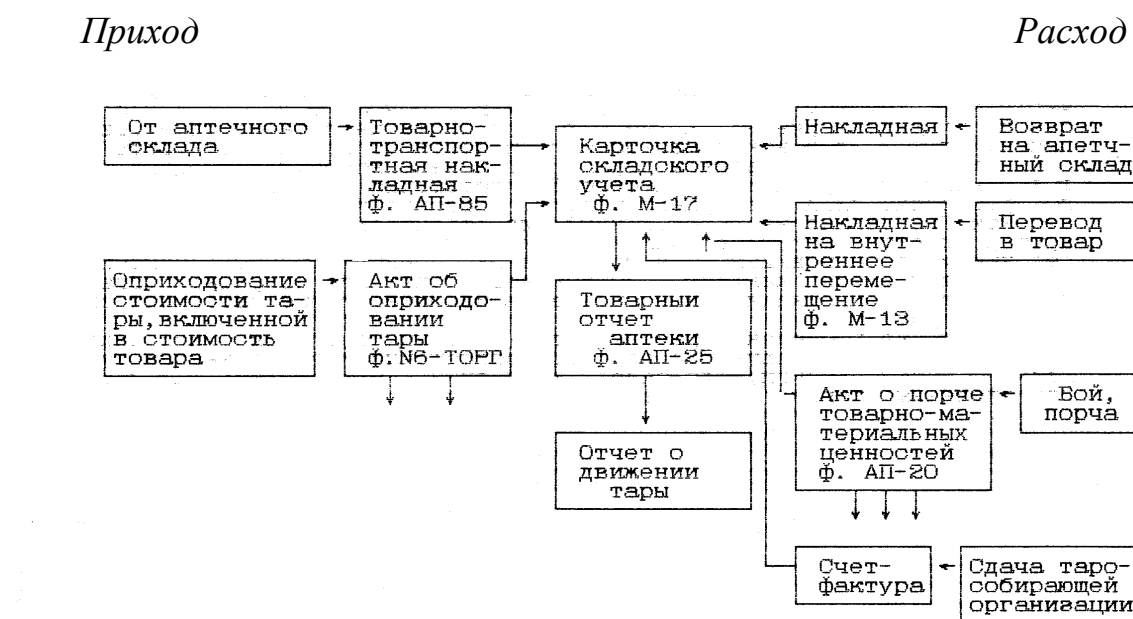 Приход
Расход
От аптечного
склада
Товарно-
транспор-
тная нак-
ладная
ф. АП-85
Карточка
складского
учета
ф. М-17
Накладная
Возврат
на апетч-
ный склад
Накладная
на внут-
реннее
переме-
щение
ф. М-13
Перевод
в товар
Оприходование
стоимости та-
ры,включенной
в стоимость
товара
Акт об
оприходо-
вании
тары
ф.N6-ТОРГ
Товарныи
отчет
аптеки
ф. АП-25
Акт о порче
товарно-ма-
териальных
ценностей
ф. АП-20
Бой,
порча
Отчет о
движении
тары
Счет-
фактура
Сдача таро-
собирающей
организации